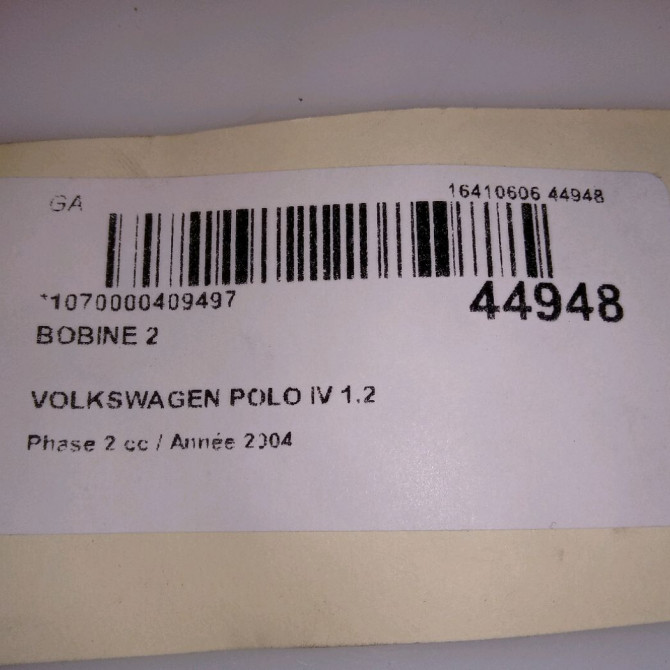 GA
16410606 44948
*1070000409497
44948
BOBINE 2
VOLKSWAGEN POLO IV 1.2
Phase 2 cc / Année 2004